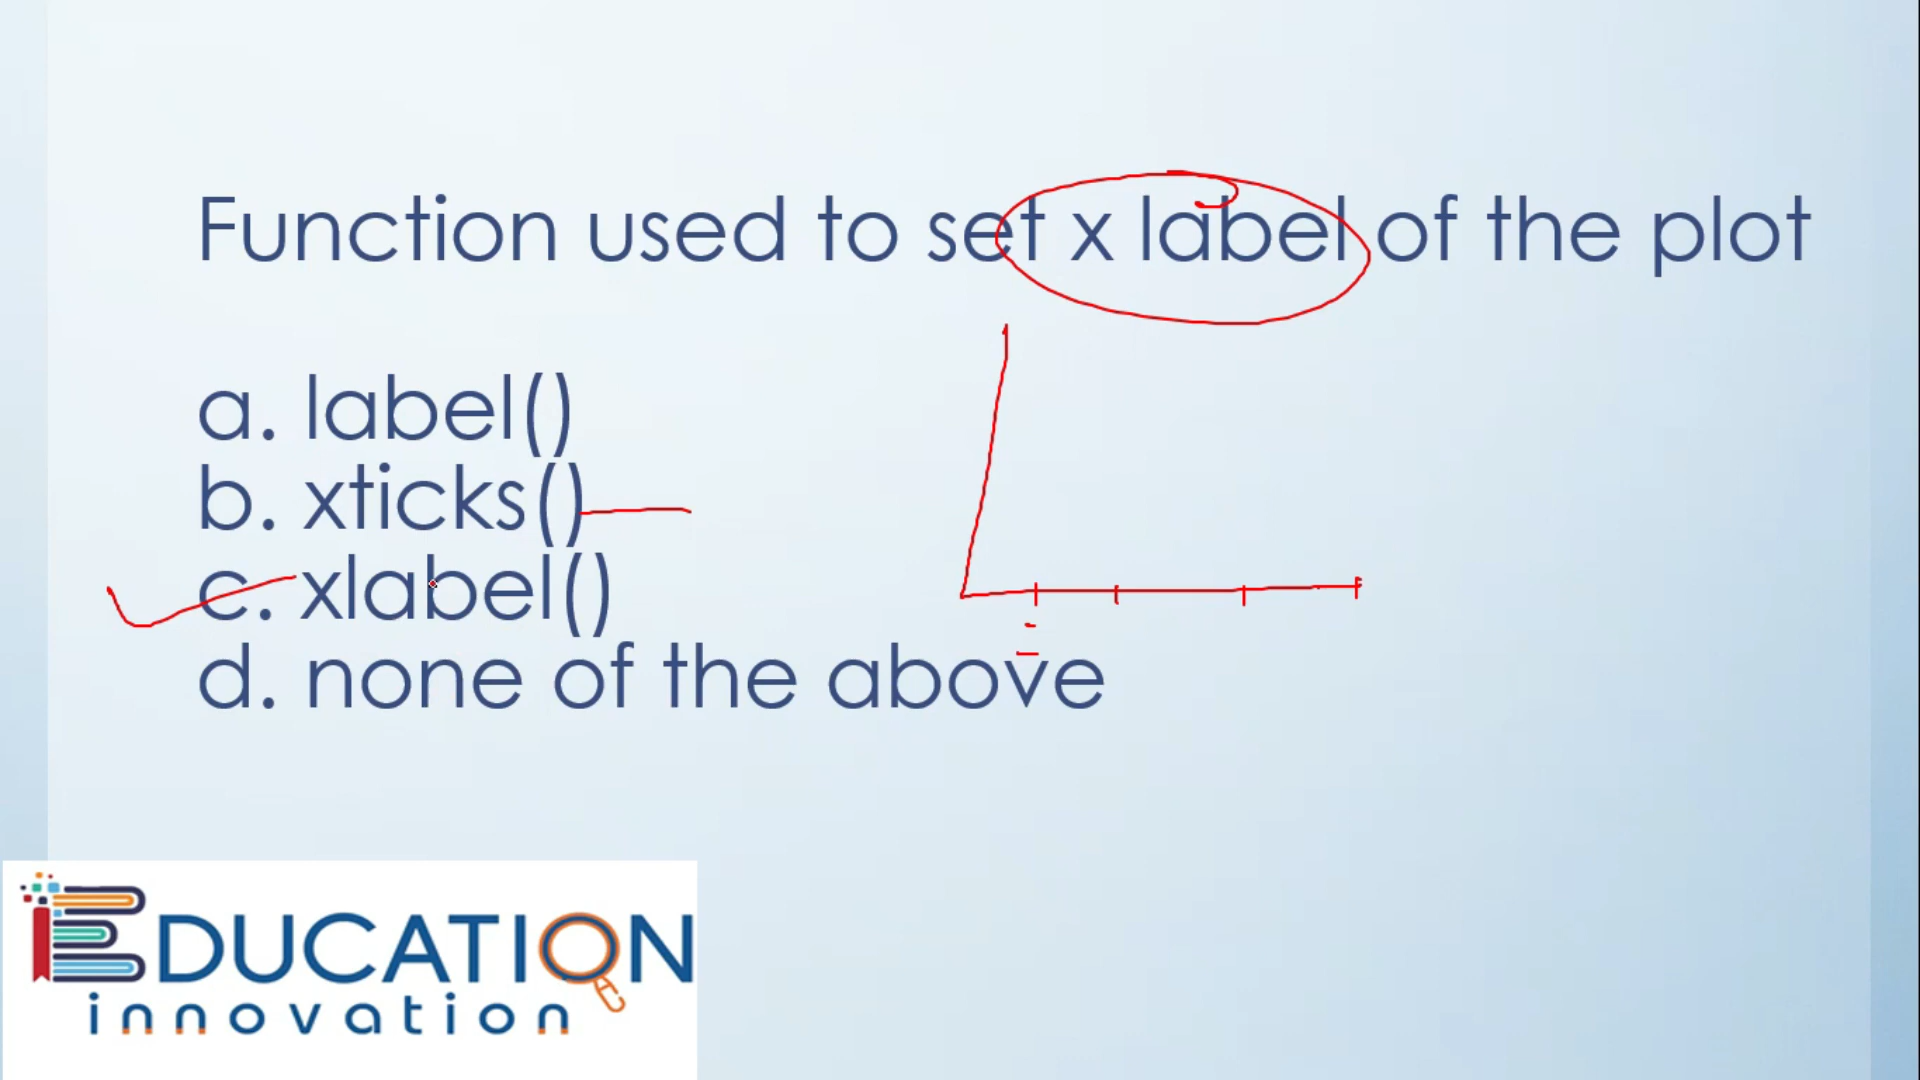 Function used to set x label of the plot
a. label()
b. xticks()
c. xlabel()
d. none of the above
EDUCATION
innovation